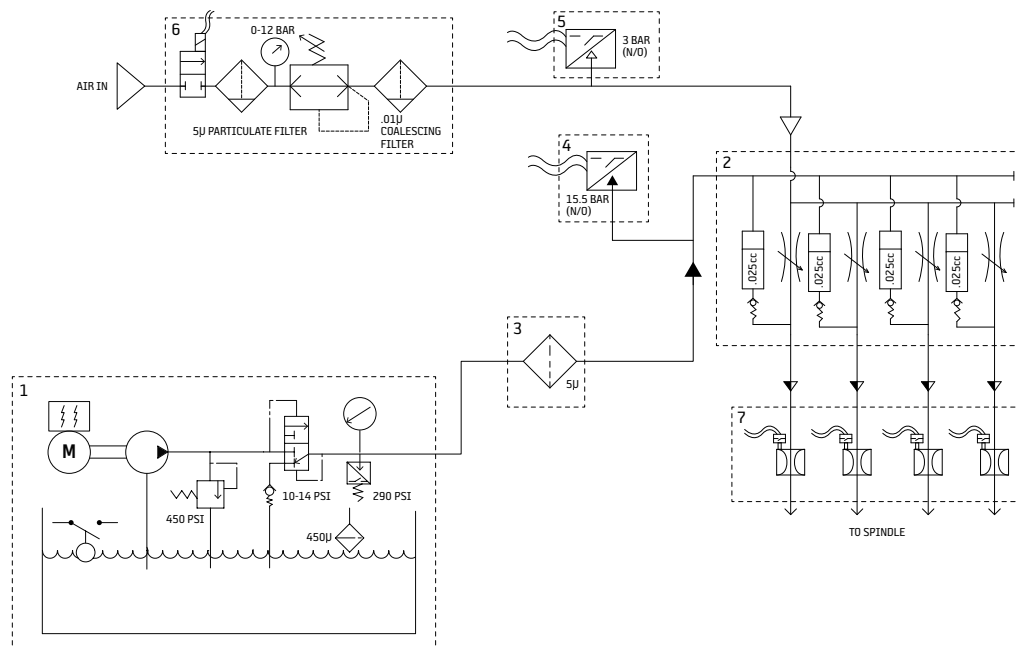 6
0-12 BAR
AIR IN
5µ PARTICULATE FILTER
.01µ
COALESCING
FILTER
5
3 BAR
(N/O)
4
15.5 BAR
(N/O)
2
.025cc
.025cc
.025cc
.025cc
3
5µ
1
M
450 PSI
10-14 PSI
290 PSI
450µ
7
TO SPINDLE